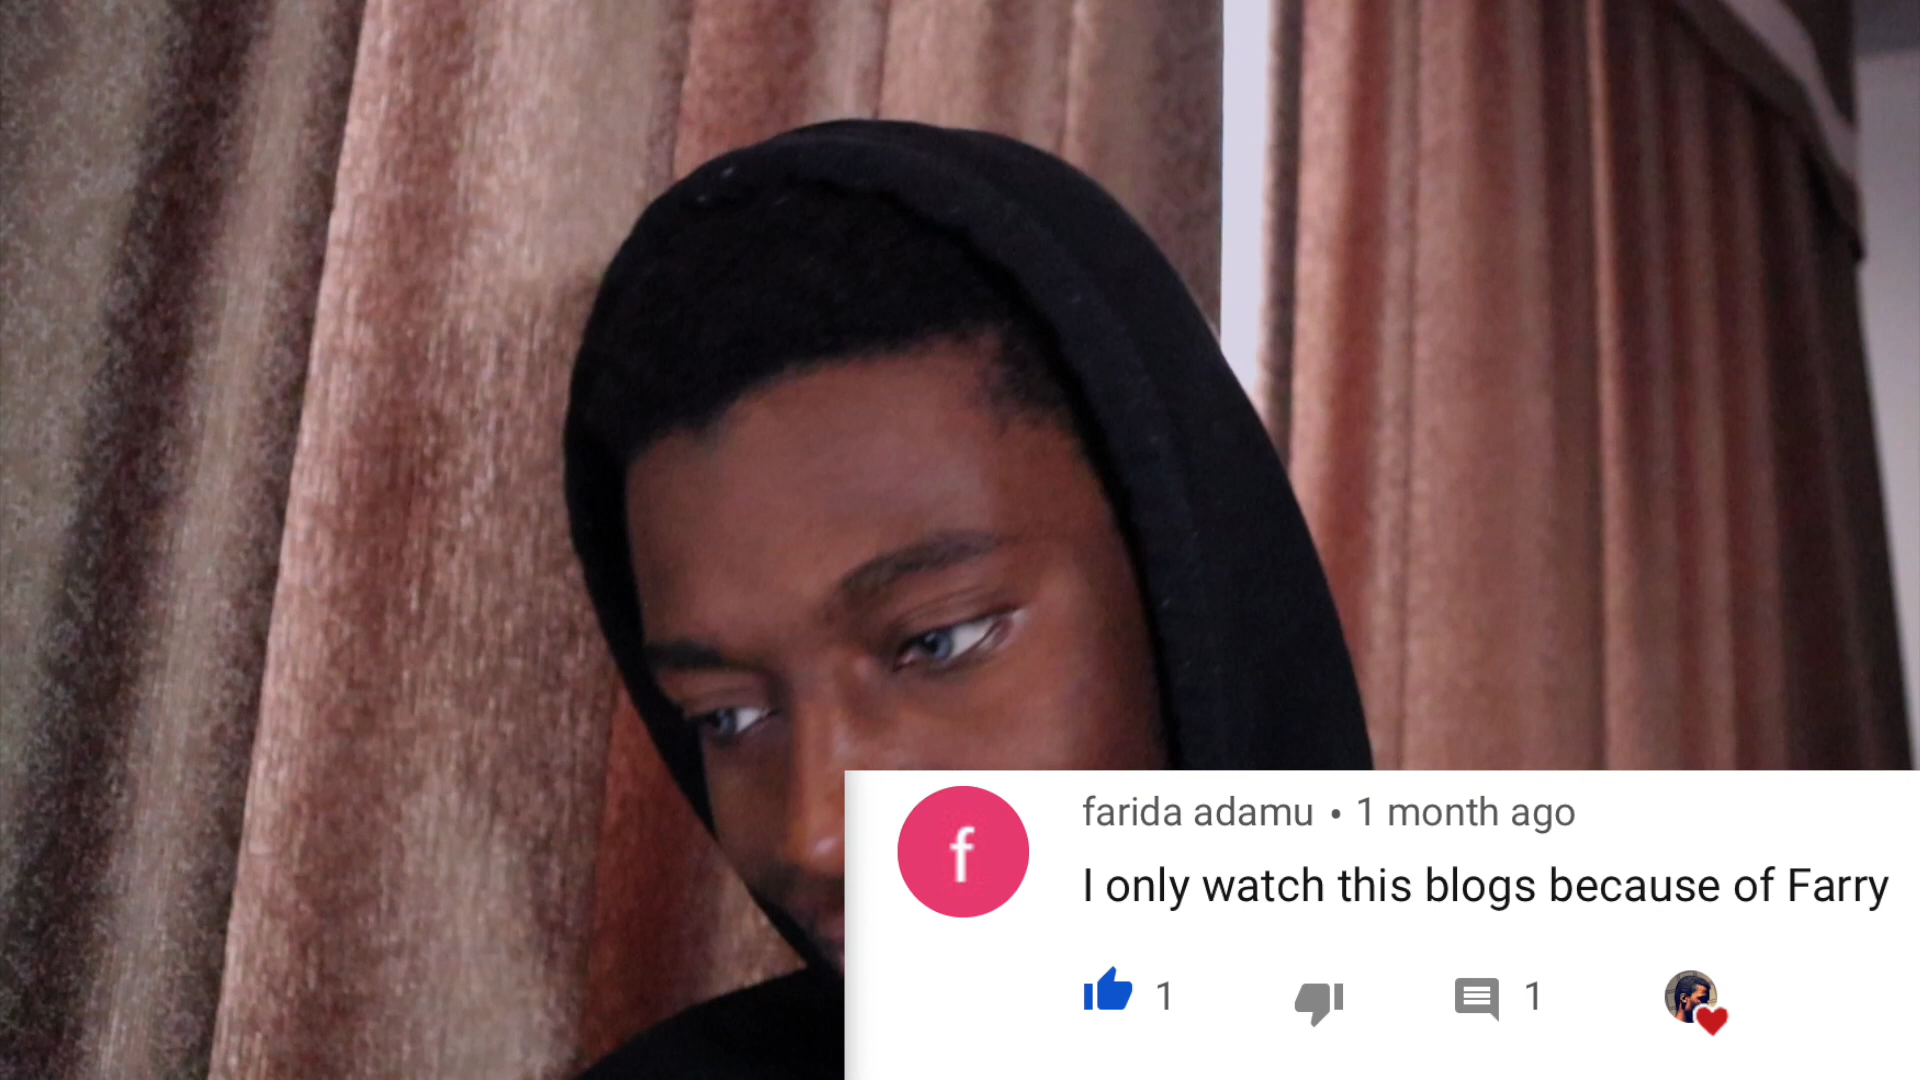 f
farida adamu • 1 month ago
I only watch this blogs because of Farry
1
1